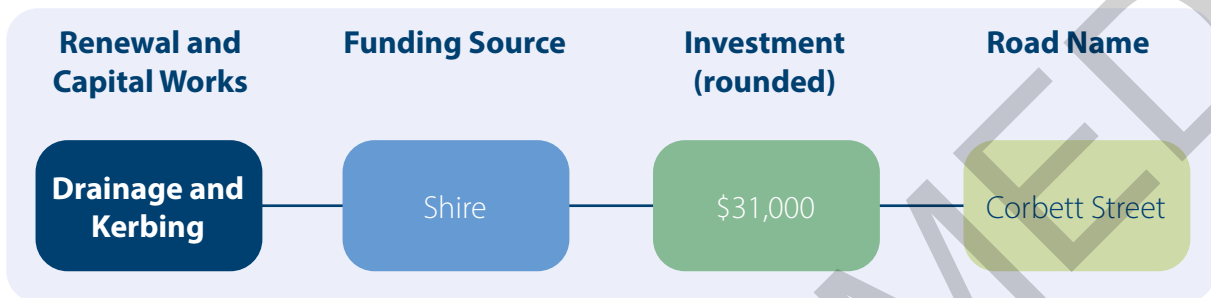 Renewal and
Capital Works
Funding Source
Investment
(rounded)
Road Name
Drainage and
Kerbing
Shire
$31,000
Corbett Street